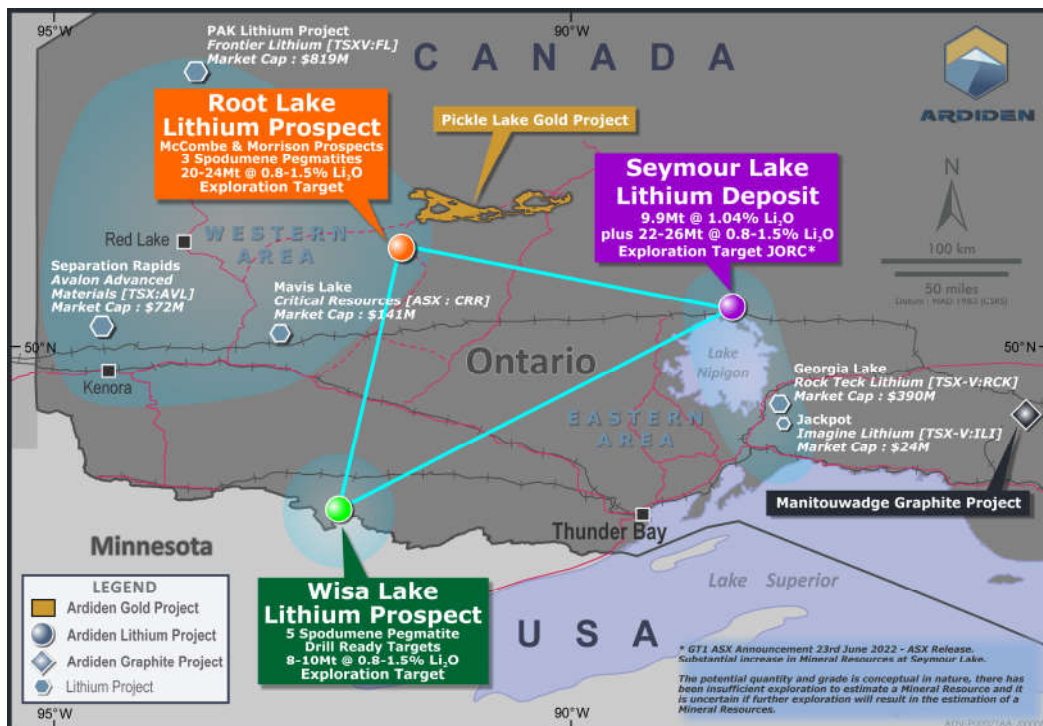 95°W
90°W
PAK Lithium Project
Frontier Lithium [TSXV:FL]
Market Cap : $819M
CANADA
ARDIDEN
Root Lake
Lithium Prospect
McCombe & Morrison Prospects
3 Spodumene Pegmatites
20-24Mt @ 0.8-1.5% Li₂O
Exploration Target
Pickle Lake Gold Project
Seymour Lake
Lithium Deposit
9.9Mt @ 1.04% Li₂O
plus 22-26Mt @ 0.8-1.5% Li₂O
Exploration Target JORC*
N
100 km
50 miles
Datum : NAD 1983 (CSRS)
Red Lake
WESTERN
AREA
Separation Rapids
Avalon Advanced
Materials [TSX:AVL]
Market Cap : $72M
Mavis Lake
Critical Resources [ASX : CRR]
Market Cap : $141M
50°N
50°N
Kenora
Ontario
Lake
Nipigon
EASTERN
AREA
Georgia Lake
Rock Teck Lithium [TSX-V:RCK]
Market Cap : $390M
Jackpot
Imagine Lithium [TSX-V:ILI]
Market Cap : $24M
Manitouwadge Graphite Project
Thunder Bay
Minnesota
Lake Superior
USA
Wisa Lake
Lithium Prospect
5 Spodumene Pegmatite
Drill Ready Targets
8-10Mt @ 0.8-1.5% Li₂O
Exploration Target
LEGEND
Ardiden Gold Project
Ardiden Lithium Project
Ardiden Graphite Project
Lithium Project
* GT1 ASX Announcement 23rd June 2022 - ASX Release.
Substantial increase in Mineral Resources at Seymour Lake.
The potential quantity and grade is conceptual in nature, there has
been insufficient exploration to estimate a Mineral Resource and it
is uncertain if further exploration will result in the estimation of a
Mineral Resources.
95°W
90°W